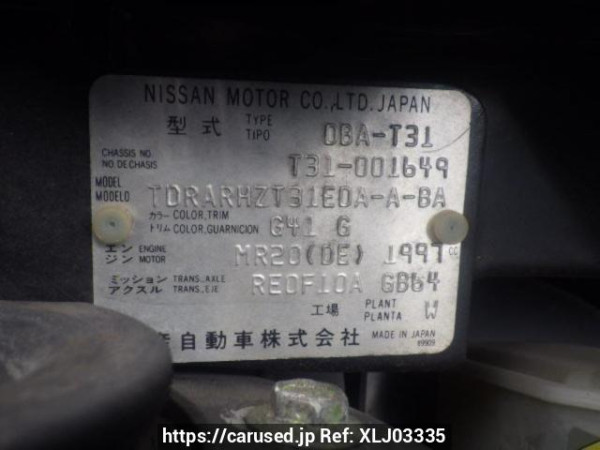 NISSAN MOTOR CO.,LTD. JAPAN
型式 TYPE TIPO DBA-T31
CHASSIS NO. NO. DE CHASIS T31-001649
MODEL MODELO TDRARHZT31EDA-A-BA
カラー COLOR, TRIM
トリム COLOR, GUARNICION G41 G
エンジン ENGINE MOTOR MR20(DE) 1997 CC
ミッション TRANS. AXLE
アクスル TRANS. EJE RE0F10A GB64
工場 PLANT PLANTA W
自動車株式会社 MADE IN JAPAN
https://carused.jp Ref: XLJ03335